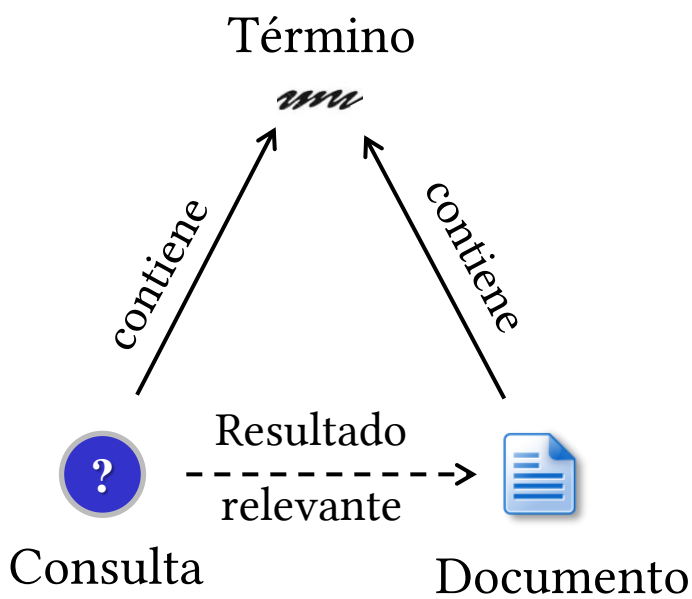 Término
contiene
contiene
Resultado
relevante
?
Consulta
Documento